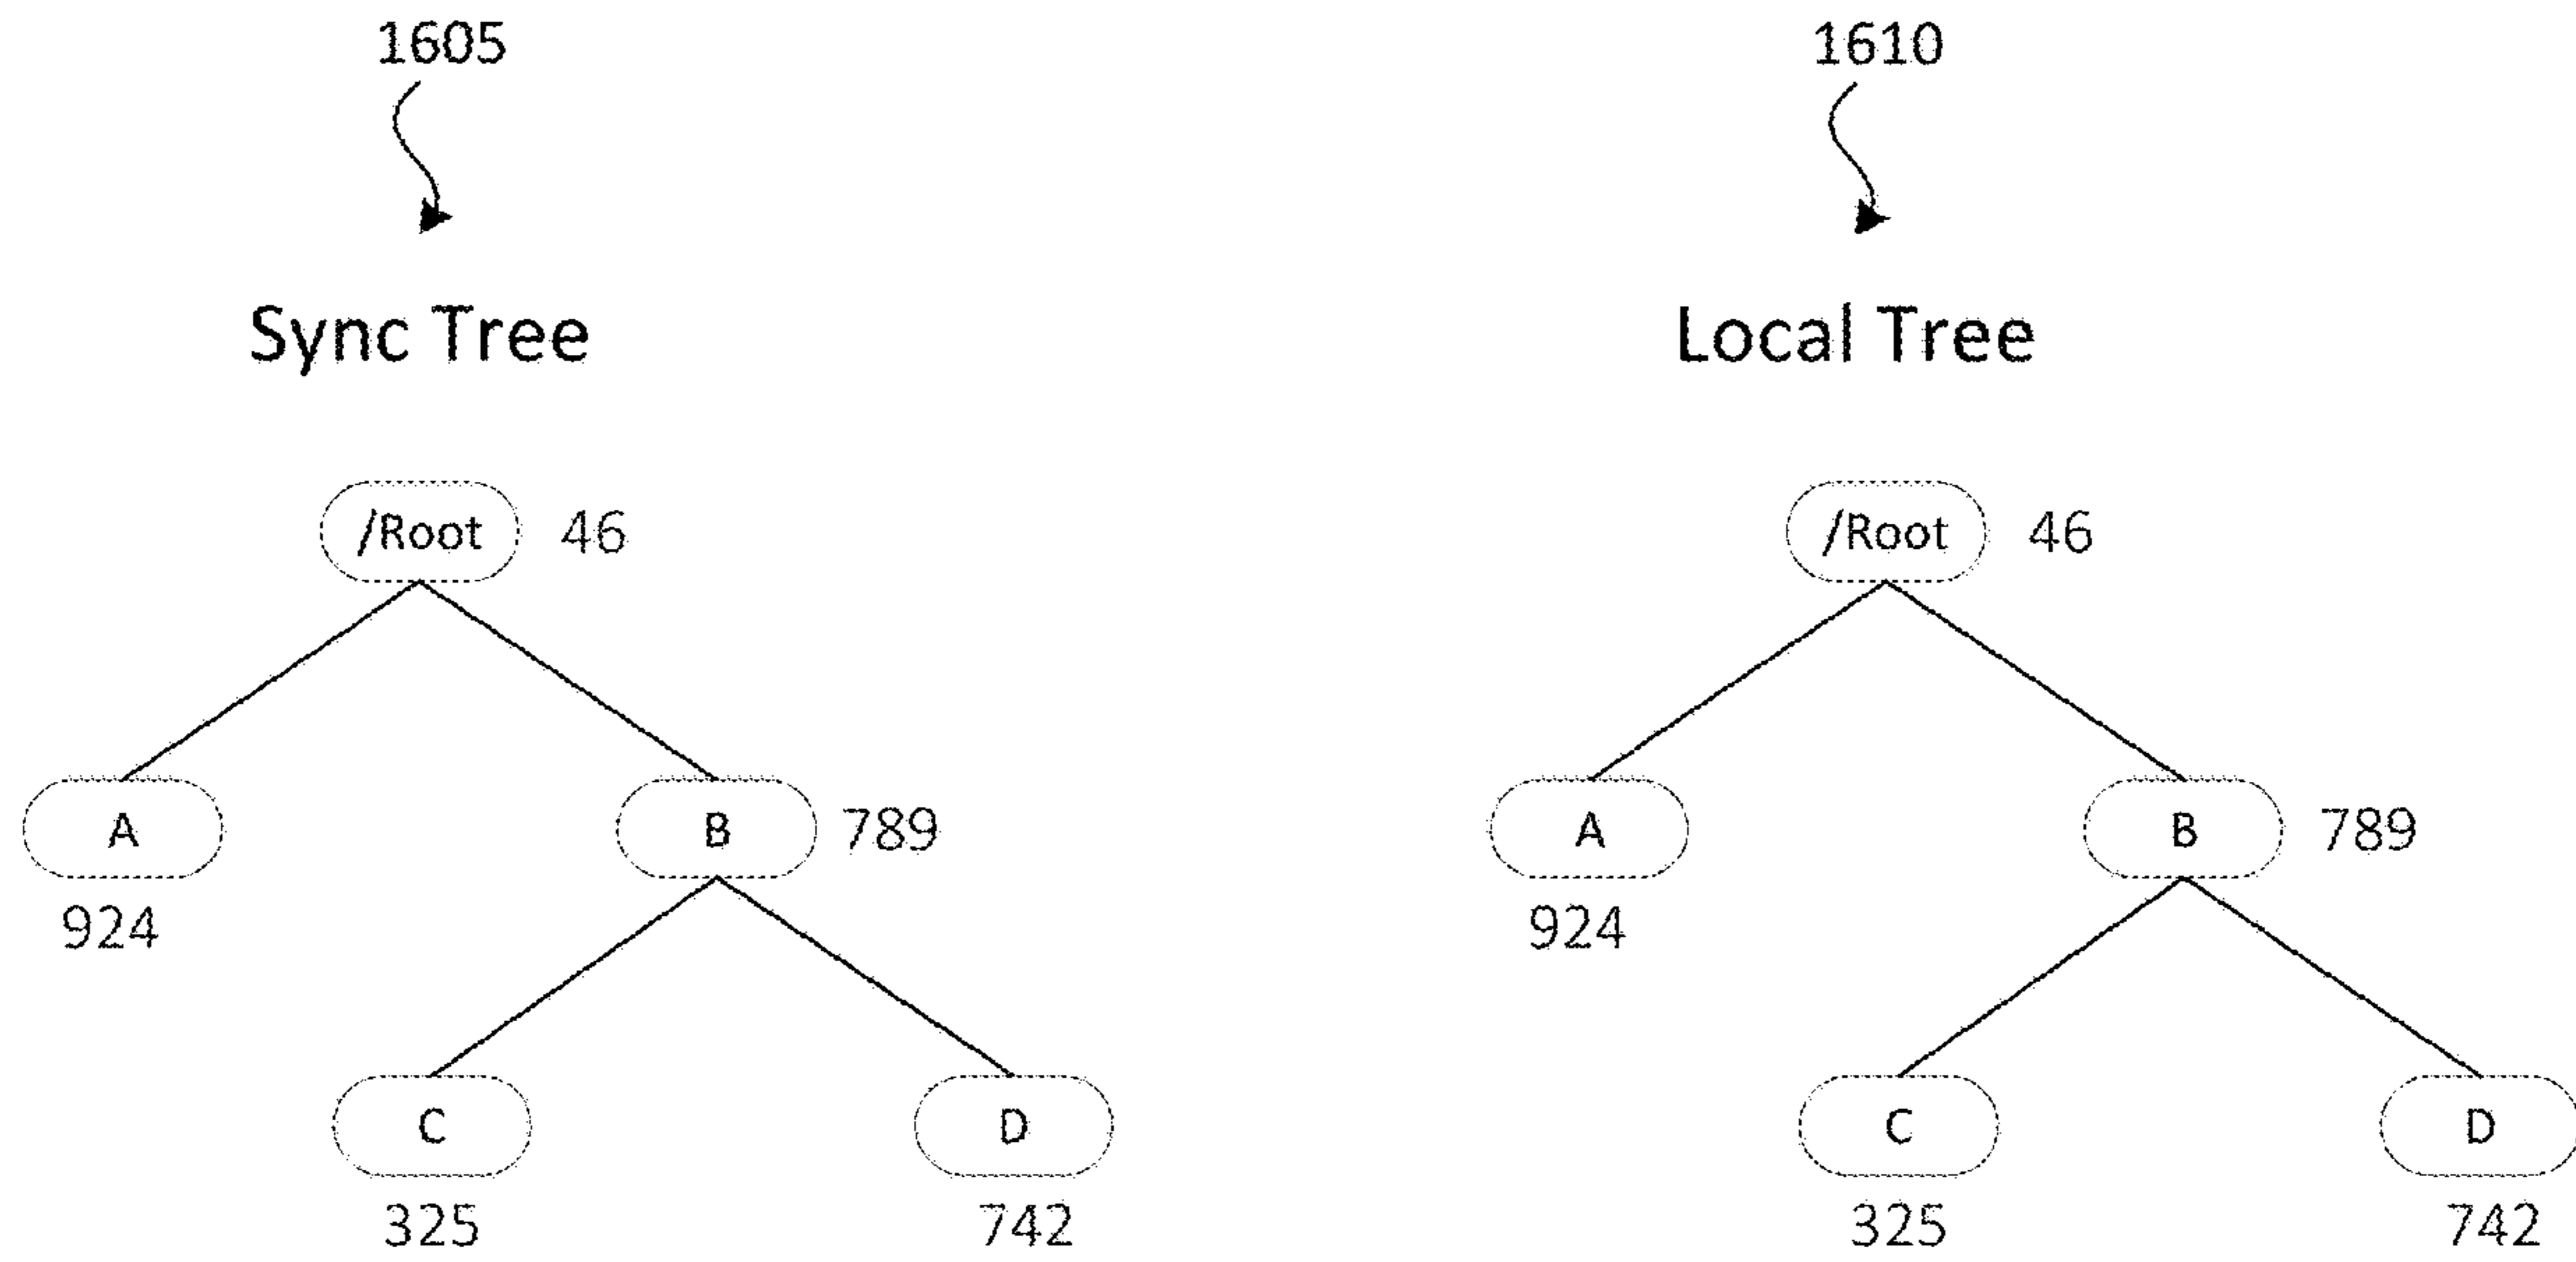 1605
1610
Sync Tree
Local Tree
/Root 46
/Root 46
A
B 789
A
B 789
924
924
C
D
C
D
325
742
325
742